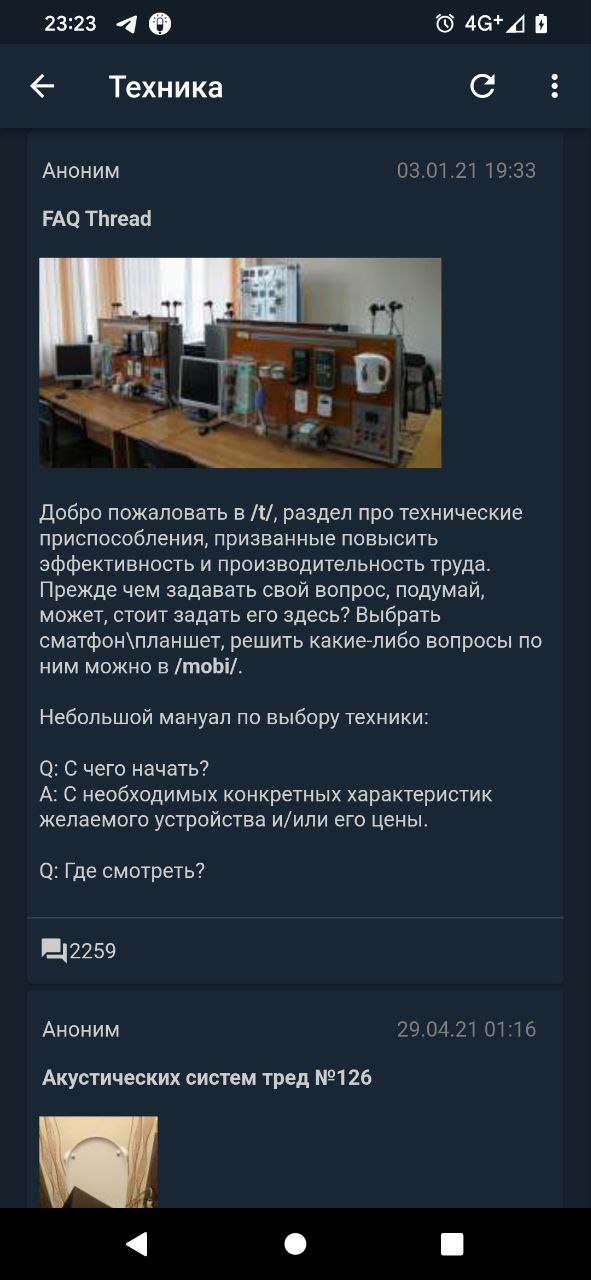 23:23
4G+
Техника
Аноним
03.01.21 19:33
FAQ Thread
Добро пожаловать в /t/, раздел про технические
приспособления, призванные повысить
эффективность и производительность труда.
Прежде чем задавать свой вопрос, подумай,
может, стоит задать его здесь? Выбрать
сматфон\планшет, решить какие-либо вопросы по
ним можно в /mobi/.
Небольшой мануал по выбору техники:
Q: С чего начать?
A: С необходимых конкретных характеристик
желаемого устройства и/или его цены.
Q: Где смотреть?
2259
Аноним
29.04.21 01:16
Акустических систем тред №126